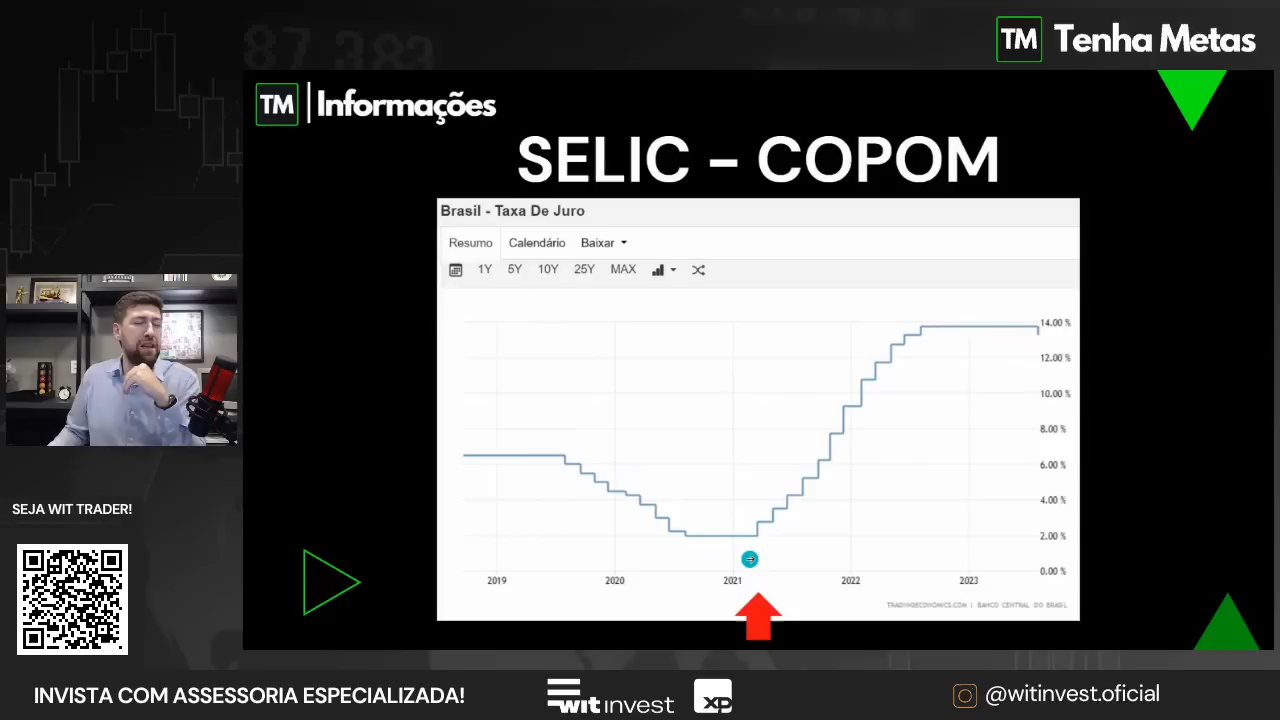 87.383
TM Tenha Metas
TM Informações
SELIC – COPOM
Brasil - Taxa De Juro
Resumo Calendário Baixar
1Y 5Y 10Y 25Y MAX
14.00 %
12.00 %
10.00 %
8.00 %
6.00 %
4.00 %
2.00 %
0.00 %
2019 2020 2021 2022 2023
TRADINGECONOMICS.COM | BANCO CENTRAL DO BRASIL
SEJA WIT TRADER!
INVISTA COM ASSESSORIA ESPECIALIZADA!
wit invest
XP
@witinvest.oficial